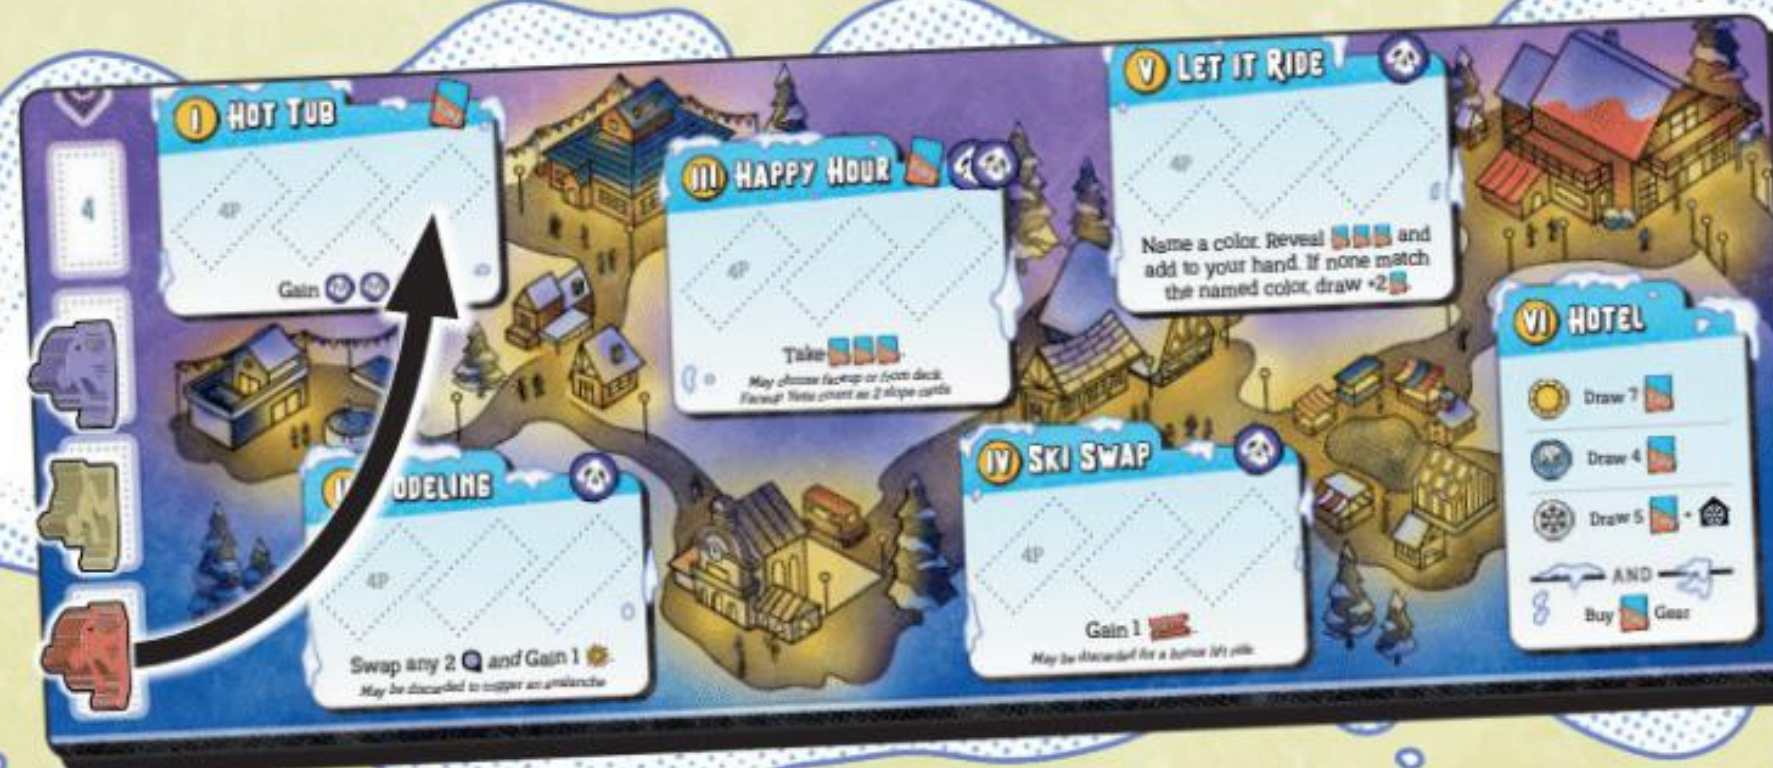 I HOT TUB
4P
Gain
4
III HAPPY HOUR
4P
Take
May choose faceup or from deck.
Faceup Yetis count as 2 slope cards.
V LET IT RIDE
4P
Name a color. Reveal and
add to your hand. If none match
the named color, draw +2.
ODELING
4P
Swap any 2 and Gain 1
May be discarded to trigger an avalanche
IV SKI SWAP
4P
Gain 1
May be discarded for a bonus lift ride.
VI HOTEL
Draw 7
Draw 4
Draw 5 +
AND
Buy Gear